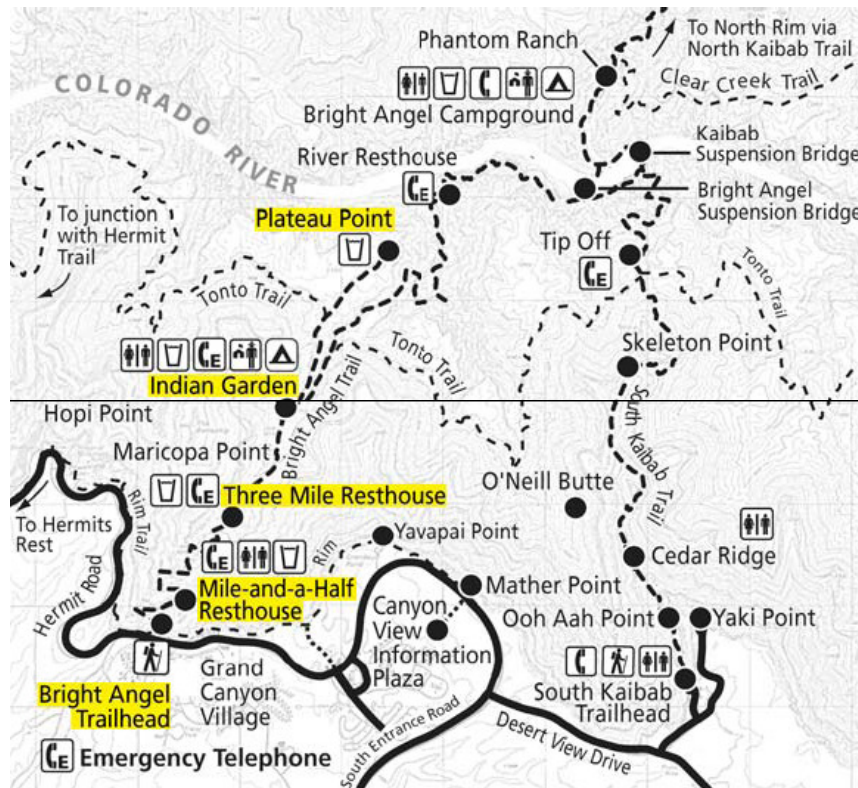 To North Rim via
North Kaibab Trail
Phantom Ranch
Clear Creek Trail
COLORADO RIVER
Bright Angel Campground
Kaibab
Suspension Bridge
River Resthouse
E
Bright Angel
Suspension Bridge
To junction
with Hermit
Trail
Plateau Point
Tip Off
E
Tonto Trail
Tonto Trail
Tonto Trail
E
Indian Garden
Skeleton Point
Hopi Point
Bright Angel Trail
South Kaibab Trail
Maricopa Point
E
Three Mile Resthouse
O'Neill Butte
To Hermits
Rest
Rim Trail
E
Rim
Yavapai Point
Cedar Ridge
Mile-and-a-Half
Resthouse
Mather Point
Hermit Road
Canyon
View
Information
Plaza
Ooh Aah Point
Yaki Point
Bright Angel
Trailhead
Grand
Canyon
Village
South Kaibab
Trailhead
South Entrance Road
Desert View Drive
E Emergency Telephone